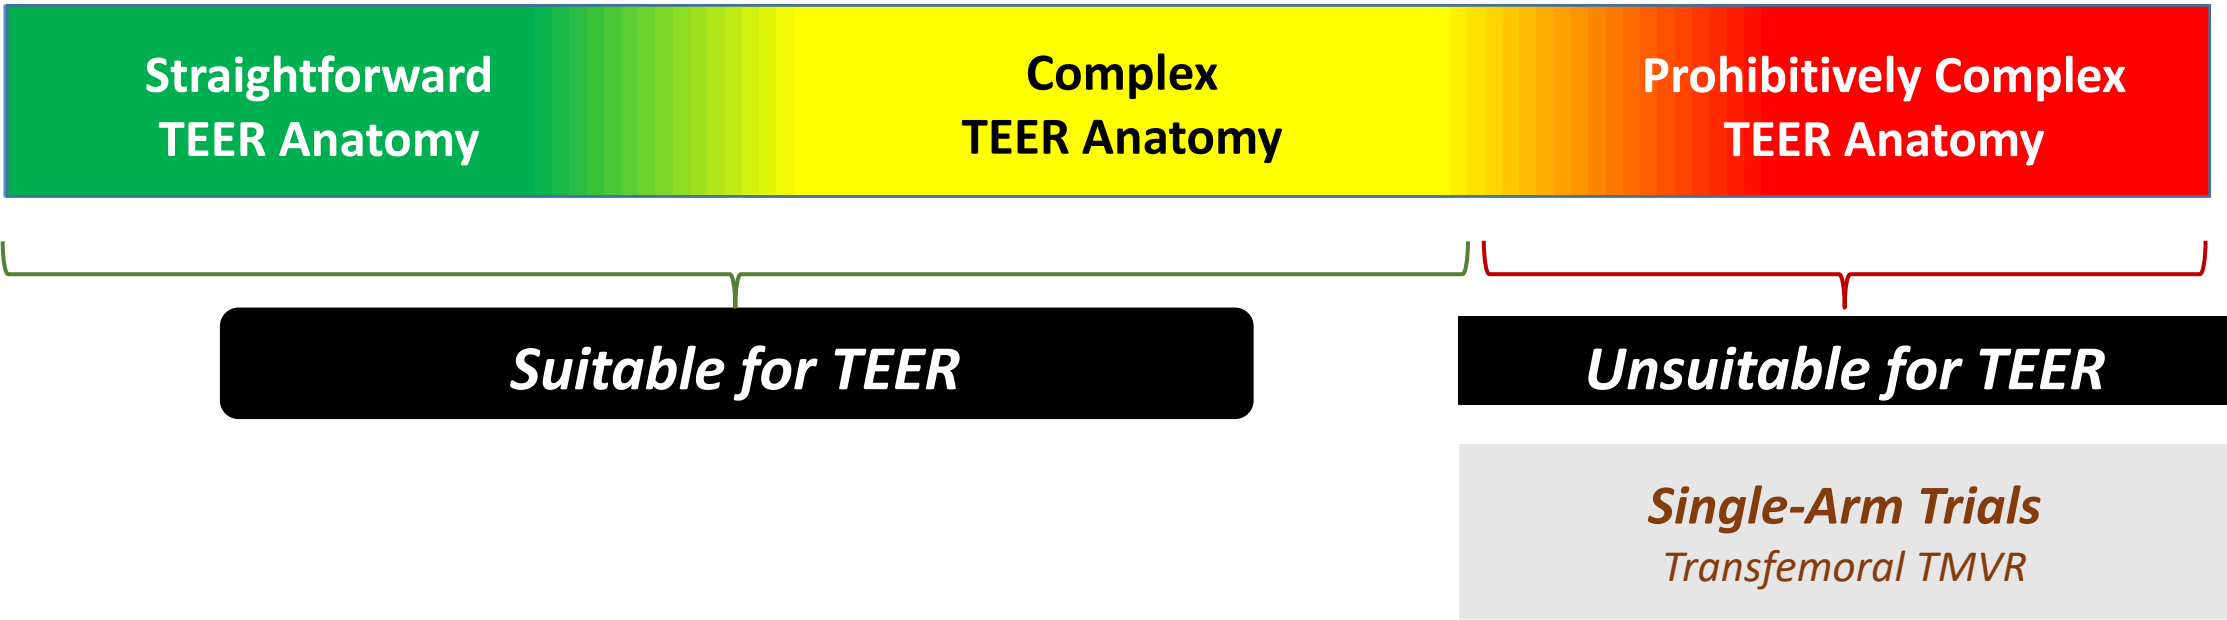 Straightforward
TEER Anatomy
Complex
TEER Anatomy
Prohibitively Complex
TEER Anatomy
Suitable for TEER
Unsuitable for TEER
Single-Arm Trials
Transfemoral TMVR